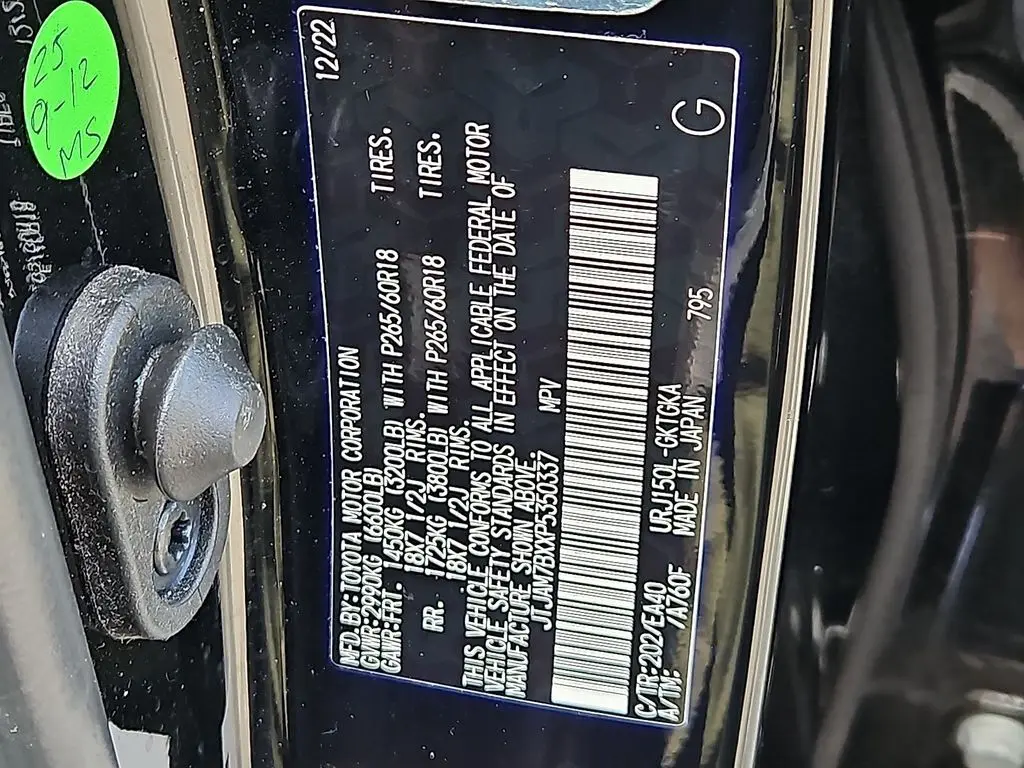 12/22
MFD. BY: TOYOTA MOTOR CORPORATION
GVWR: 2990KG (6600LB)
GAWR: FRT. 1450KG (3200LB) WITH P265/60R18 TIRES.
18X7 1/2J RIMS.
RR. 1725KG (3800LB) WITH P265/60R18 TIRES.
18X7 1/2J RIMS.
THIS VEHICLE CONFORMS TO ALL APPLICABLE FEDERAL MOTOR
VEHICLE SAFETY STANDARDS IN EFFECT ON THE DATE OF
MANUFACTURE SHOWN ABOVE.
JTJAM7BXXP5350337 MPV
C/TR: 202/EA40 URJ150L-GKTGKA
A/TM: /A760F MADE IN JAPAN 795
G
25
9-12
MS